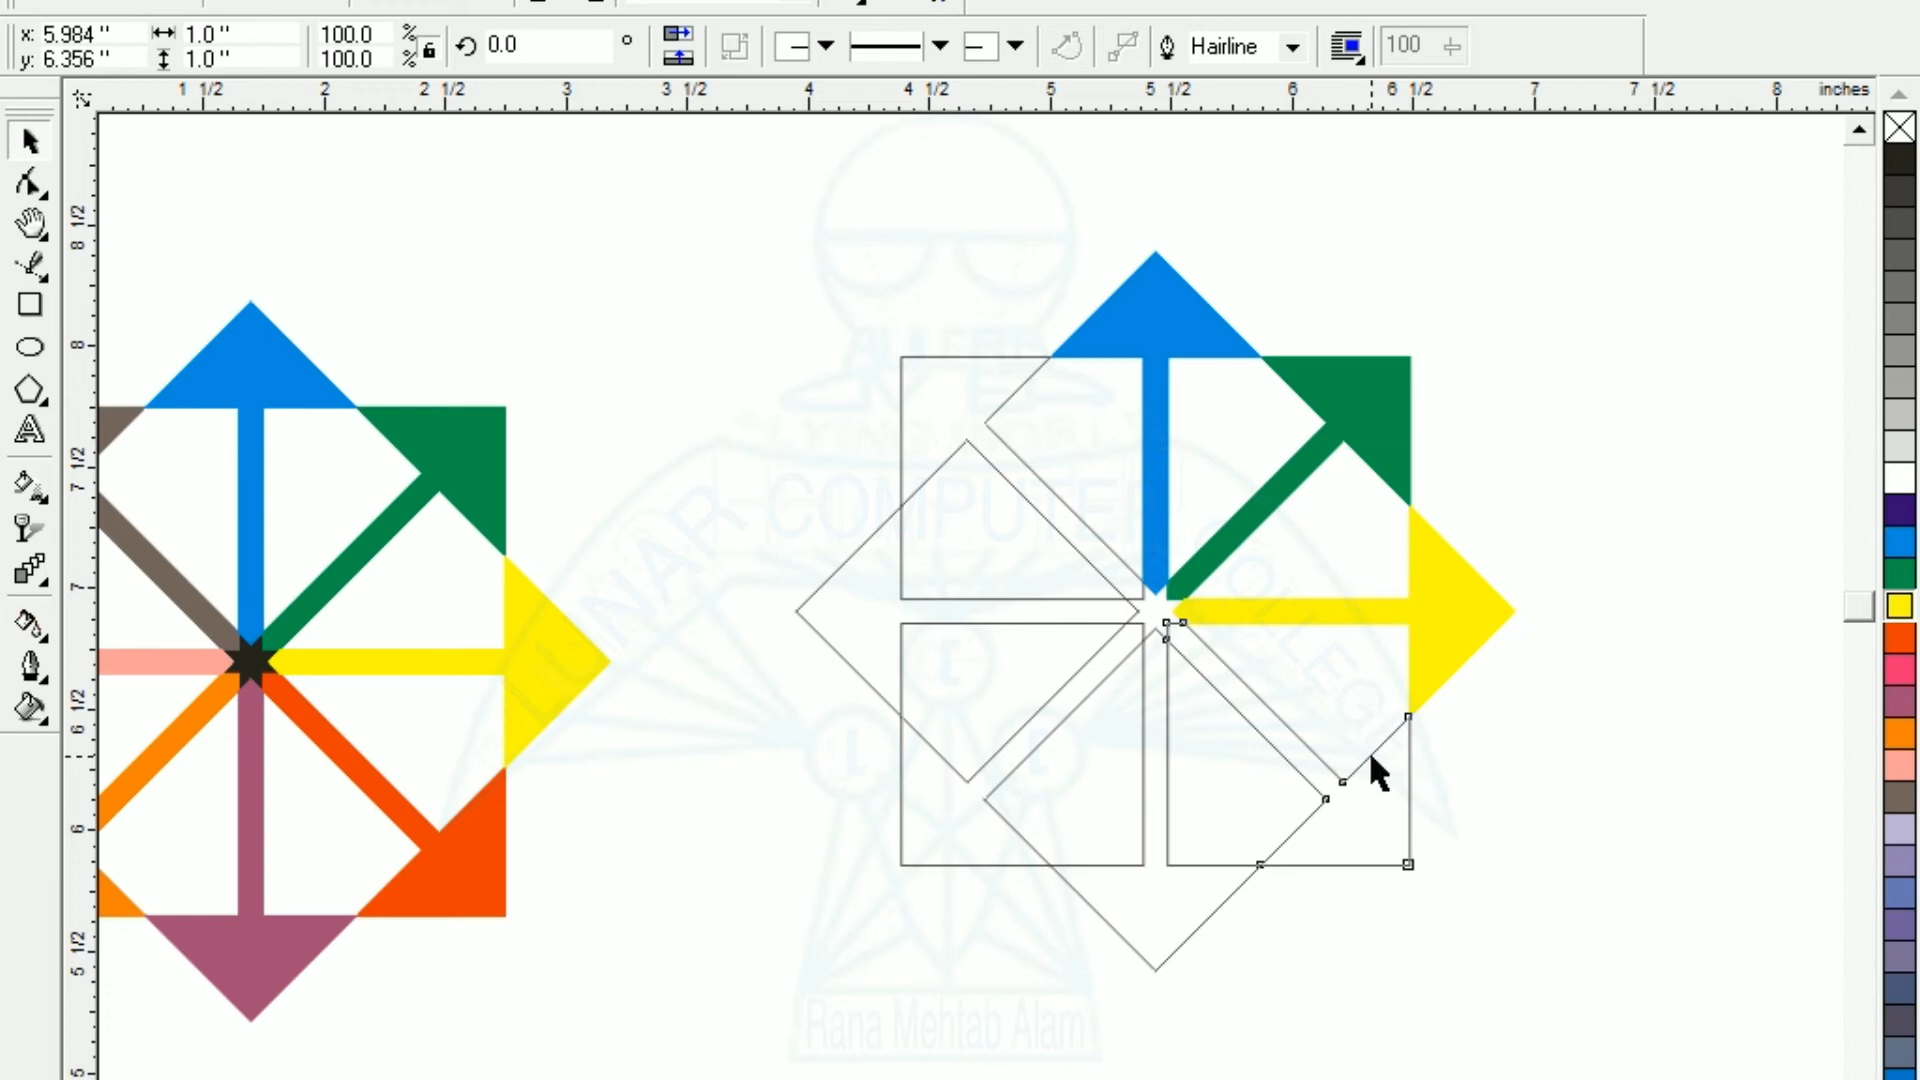 x: 5.984 " 1.0 " 100.0 % 0.0 ° Hairline 100
y: 6.356 " 1.0 " 100.0 %
1 1/2 2 2 1/2 3 3 1/2 4 4 1/2 5 5 1/2 6 6 1/2 7 7 1/2 8 inches
8 1/2
8
7 1/2
7
6 1/2
6
5 1/2
5
LUNAR COMPUTER COLLEGE
L L L
Rana Mehtab Alam